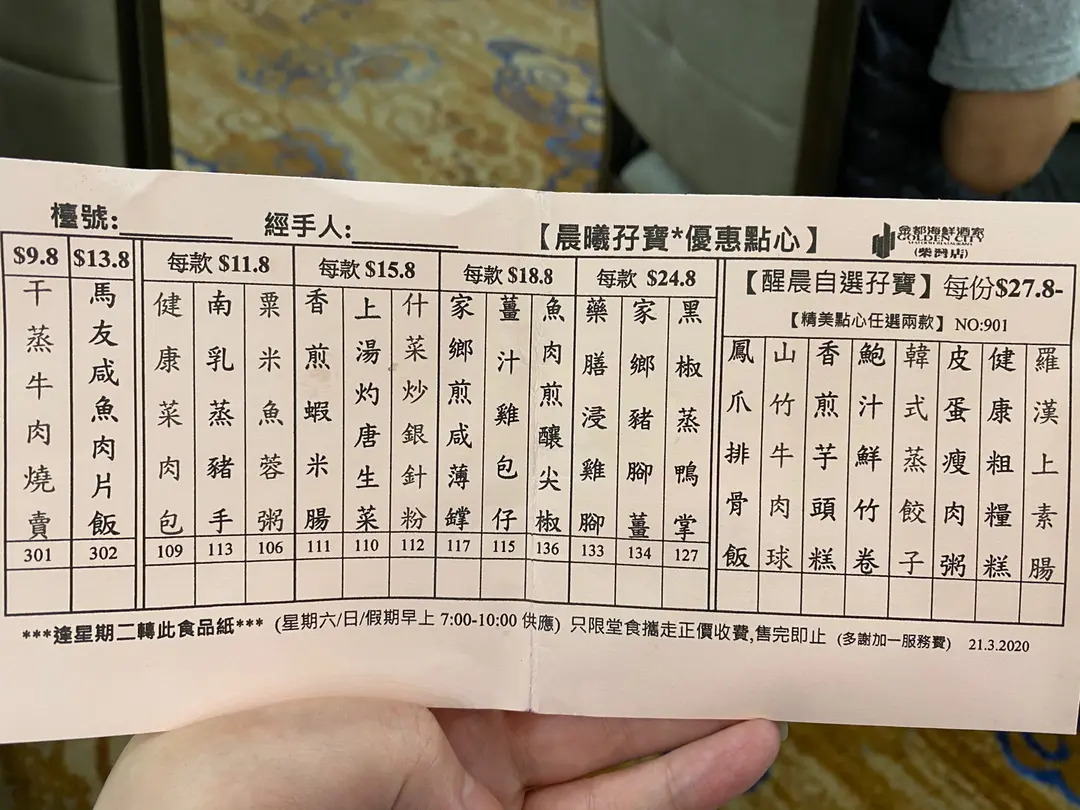 檯號:
經手人:
【晨曦孖寶*優惠點心】
金都海鮮酒家
GOLDEN CITY
(柴灣店)
$9.8
$13.8
每款 $11.8
每款 $15.8
每款 $18.8
每款 $24.8
【醒晨自選孖寶】每份$27.8-
【精美點心任選兩款】 NO:901
干蒸牛肉燒賣
301
馬友咸魚肉片飯
302
健康菜肉包
109
南乳蒸豬手
113
粟米魚蓉粥
106
香煎蝦米腸
111
上湯灼唐生菜
110
什菜炒銀針粉
112
家鄉煎咸薄罉
117
薑汁雞包仔
115
魚肉煎釀尖椒
136
藥膳浸雞腳
133
家鄉豬腳薑
134
黑椒蒸鴨掌
127
鳳爪排骨飯
山竹牛肉球
香煎芋頭糕
鮑汁鮮竹卷
韓式蒸餃子
皮蛋瘦肉粥
健康粗糧糕
羅漢上素腸
***逢星期二轉此食品紙*** (星期六/日/假期早上 7:00-10:00 供應) 只限堂食攜走正價收費,售完即止 (多謝加一服務費) 21.3.2020